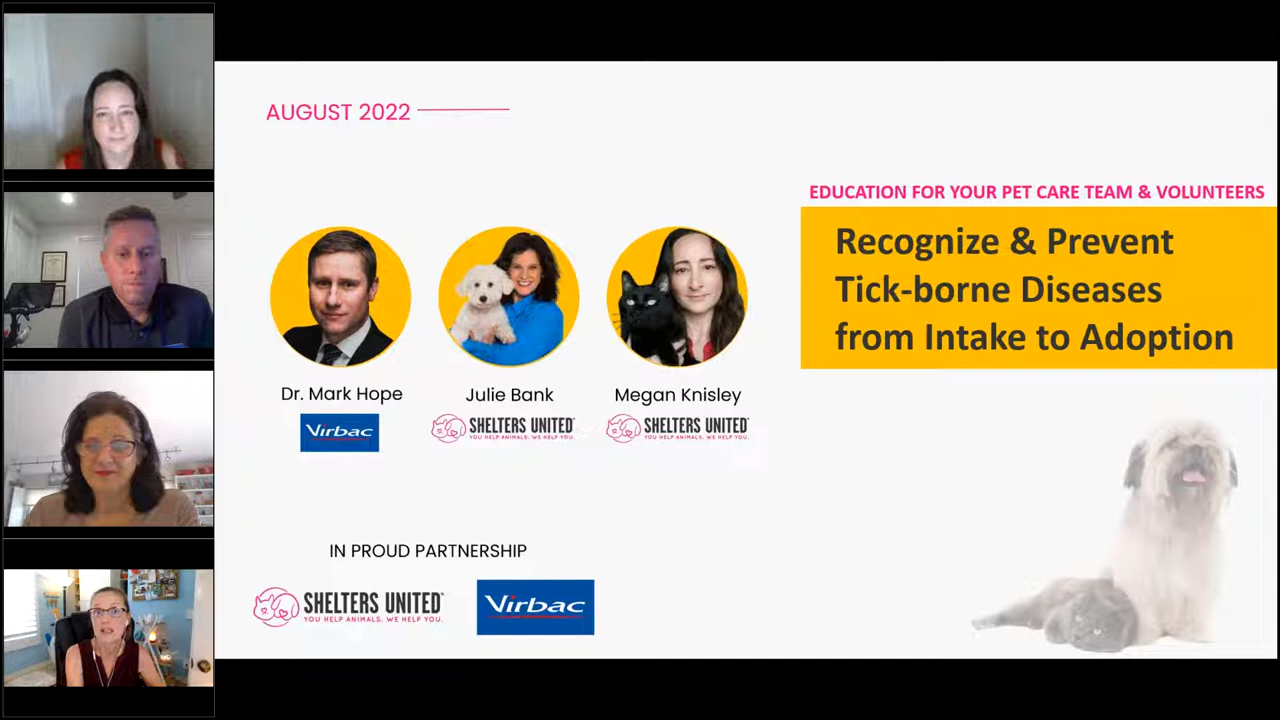 AUGUST 2022
EDUCATION FOR YOUR PET CARE TEAM & VOLUNTEERS
Recognize & Prevent
Tick-borne Diseases
from Intake to Adoption
Dr. Mark Hope
Julie Bank
Megan Knisley
Virbac
SHELTERS UNITED
YOU HELP ANIMALS. WE HELP YOU.
SHELTERS UNITED
YOU HELP ANIMALS. WE HELP YOU.
IN PROUD PARTNERSHIP
SHELTERS UNITED
YOU HELP ANIMALS. WE HELP YOU.
Virbac